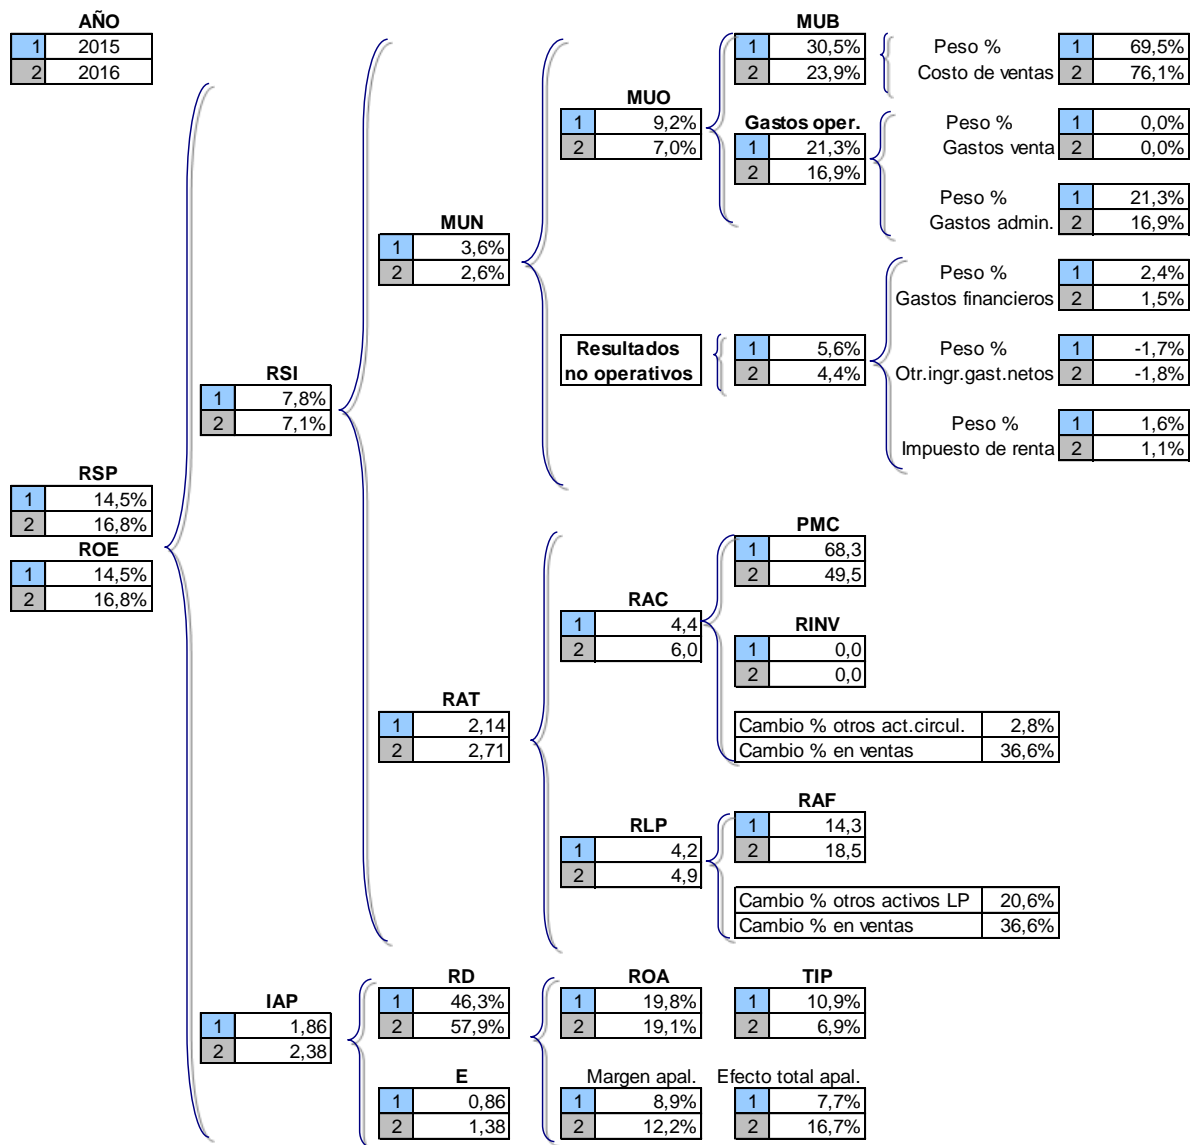 AÑO
1 2015
2 2016
MUB
1 30,5%
2 23,9%
Peso %
Costo de ventas
1 69,5%
2 76,1%
MUO
1 9,2%
2 7,0%
Gastos oper.
1 21,3%
2 16,9%
Peso %
Gastos venta
1 0,0%
2 0,0%
Peso %
Gastos admin.
1 21,3%
2 16,9%
MUN
1 3,6%
2 2,6%
Peso %
Gastos financieros
1 2,4%
2 1,5%
Resultados
no operativos
1 5,6%
2 4,4%
Peso %
Otr.ingr.gast.netos
1 -1,7%
2 -1,8%
Peso %
Impuesto de renta
1 1,6%
2 1,1%
RSI
1 7,8%
2 7,1%
RSP
1 14,5%
2 16,8%
ROE
1 14,5%
2 16,8%
PMC
1 68,3
2 49,5
RAC
1 4,4
2 6,0
RINV
1 0,0
2 0,0
RAT
1 2,14
2 2,71
Cambio % otros act.circul. 2,8%
Cambio % en ventas 36,6%
RAF
1 14,3
2 18,5
RLP
1 4,2
2 4,9
Cambio % otros activos LP 20,6%
Cambio % en ventas 36,6%
IAP
1 1,86
2 2,38
RD
1 46,3%
2 57,9%
ROA
1 19,8%
2 19,1%
TIP
1 10,9%
2 6,9%
E
1 0,86
2 1,38
Margen apal.
1 8,9%
2 12,2%
Efecto total apal.
1 7,7%
2 16,7%